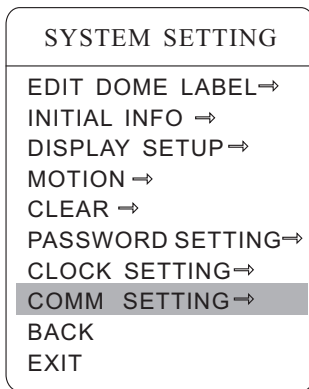 SYSTEM SETTING
EDIT DOME LABEL⇒
INITIAL INFO ⇒
DISPLAY SETUP⇒
MOTION ⇒
CLEAR ⇒
PASSWORD SETTING⇒
CLOCK SETTING⇒
COMM SETTING⇒
BACK
EXIT